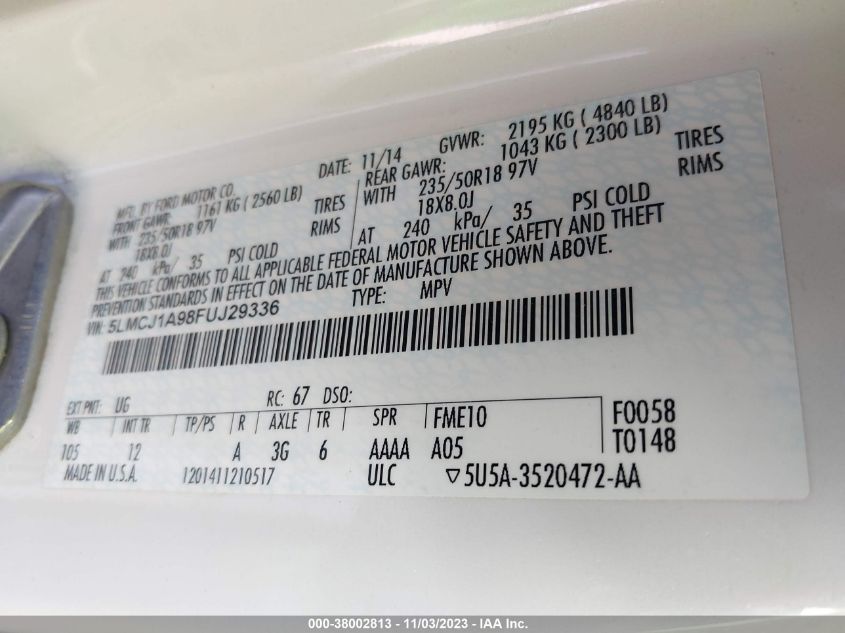 MFD. BY FORD MOTOR CO. DATE: 11/14 GVWR: 2195 KG ( 4840 LB)
FRONT GAWR: 1161 KG ( 2560 LB) REAR GAWR: 1043 KG ( 2300 LB)
WITH 235/50R18 97V TIRES WITH 235/50R18 97V TIRES
18X8.0J RIMS 18X8.0J RIMS
AT 240 kPa/ 35 PSI COLD AT 240 kPa/ 35 PSI COLD
THIS VEHICLE CONFORMS TO ALL APPLICABLE FEDERAL MOTOR VEHICLE SAFETY AND THEFT
PREVENTION STANDARDS IN EFFECT ON THE DATE OF MANUFACTURE SHOWN ABOVE.
VIN: 5LMCJ1A98FUJ29336 TYPE: MPV
EXT PNT: UG RC: 67 DSO:
WB INT TR TP/PS R AXLE TR SPR FME10 F0058
105 12 A 3G 6 AAAA A05 T0148
MADE IN U.S.A. 1201411210517 ULC ▽5U5A-3520472-AA
000-38002813 - 11/03/2023 - IAA Inc.